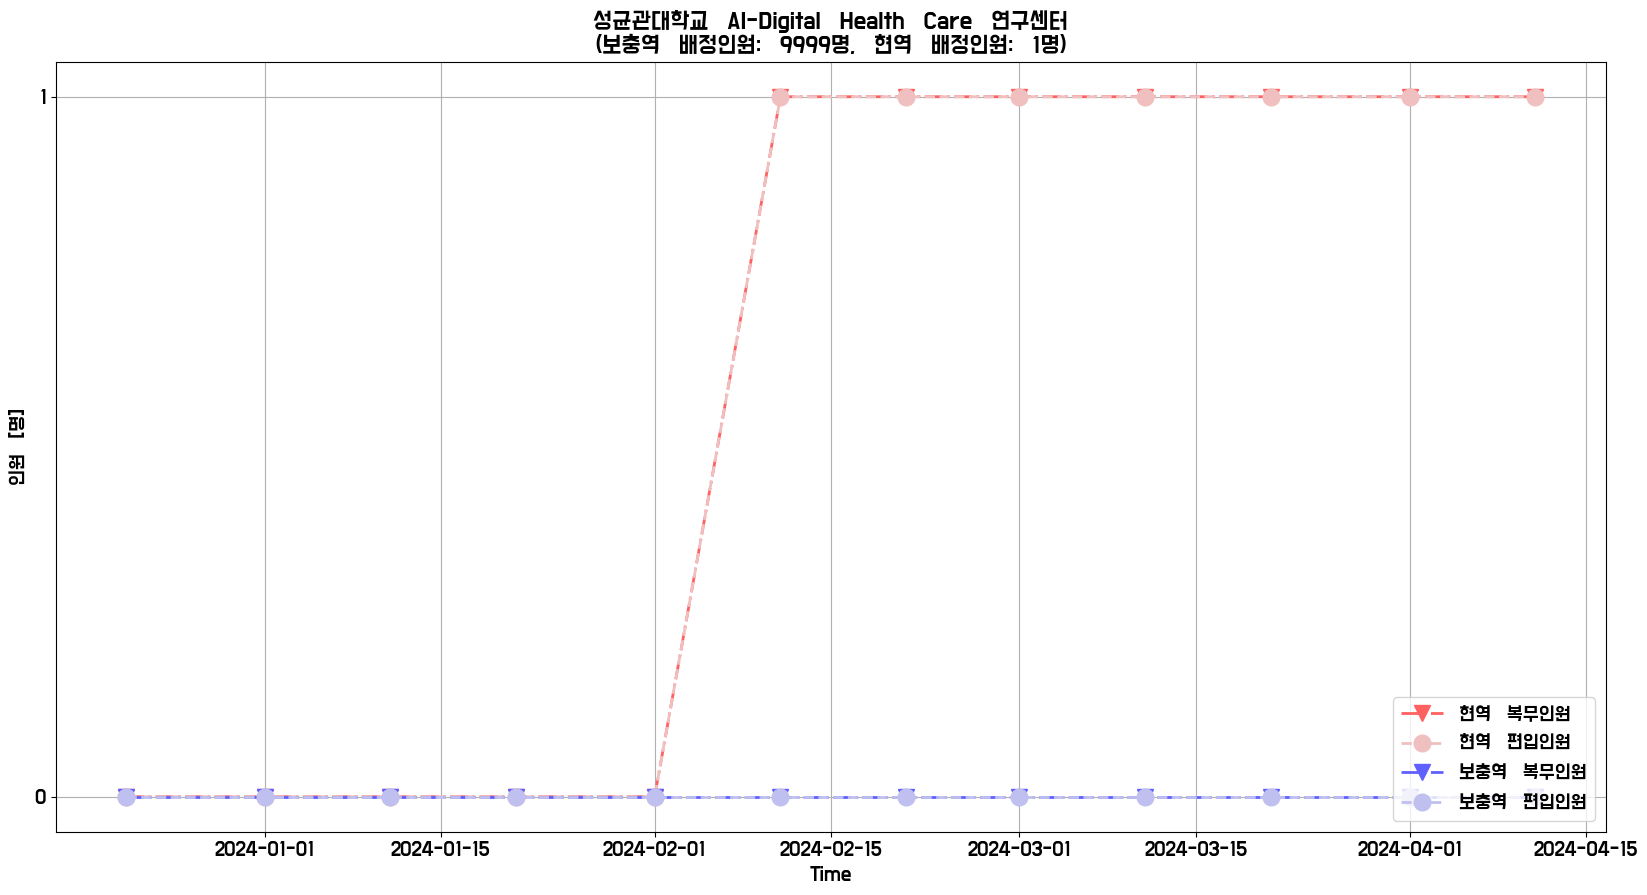 성균관대학교 AI-Digital Health Care 연구센터
(보충역 배정인원: 9999명, 현역 배정인원: 1명)
1
0
인원 [명]
현역 복무인원
현역 편입인원
보충역 복무인원
보충역 편입인원
2024-01-01 2024-01-15 2024-02-01 2024-02-15 2024-03-01 2024-03-15 2024-04-01 2024-04-15
Time